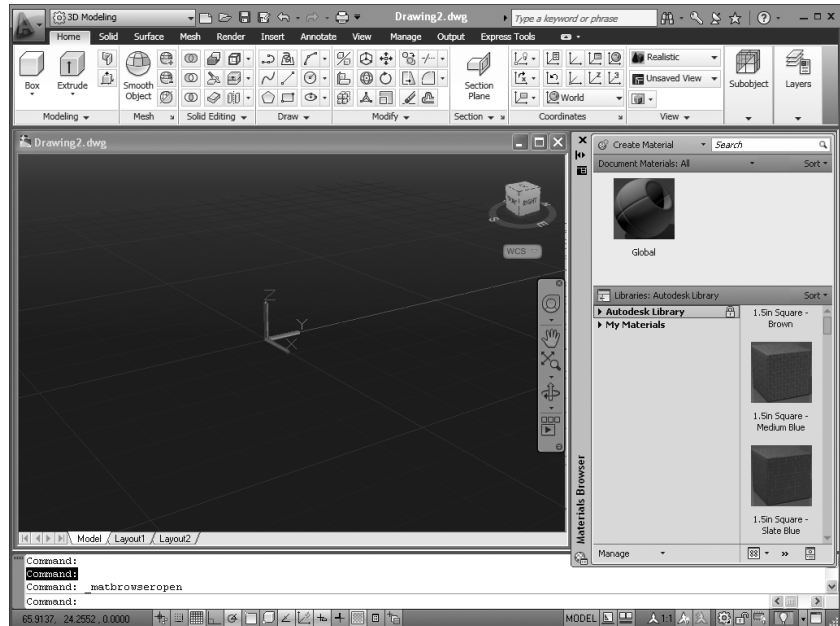 3D Modeling
Drawing2.dwg
Type a keyword or phrase
Home Solid Surface Mesh Render Insert Annotate View Manage Output Express Tools
Box
Extrude
Smooth Object
Section Plane
Realistic
Unsaved View
World
Subobject
Layers
Modeling
Mesh
Solid Editing
Draw
Modify
Section
Coordinates
View
Drawing2.dwg
WCS
RIGHT
S
E
Z
Y
X
Create Material
Search
Document Materials: All
Sort
Global
Libraries: Autodesk Library
Sort
Autodesk Library
My Materials
1.5in Square -
Brown
1.5in Square -
Medium Blue
1.5in Square -
Slate Blue
Materials Browser
Manage
Model Layout1 Layout2
Command:
Command:
Command: _matbrowseropen
Command:
65.9137, 24.2552, 0.0000
MODEL
1:1